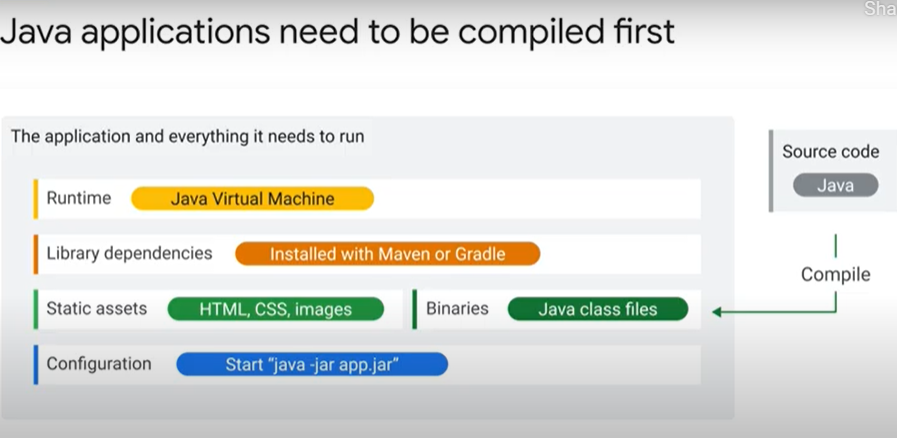 Sha
Java applications need to be compiled first
The application and everything it needs to run
Source code
Java
Runtime Java Virtual Machine
Library dependencies Installed with Maven or Gradle
Compile
Static assets HTML, CSS, images Binaries Java class files
Configuration Start “java -jar app.jar”